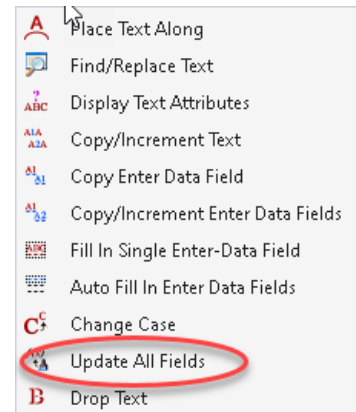 Place Text Along
Find/Replace Text
Display Text Attributes
Copy/Increment Text
Copy Enter Data Field
Copy/Increment Enter Data Fields
Fill In Single Enter-Data Field
Auto Fill In Enter Data Fields
Change Case
Update All Fields
Drop Text